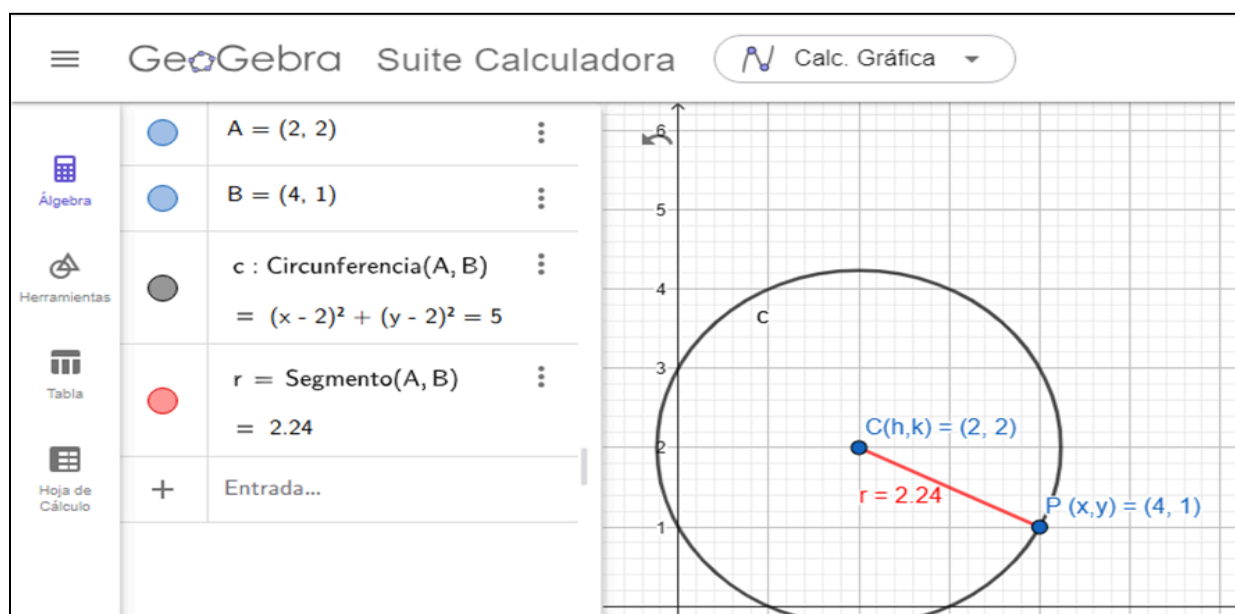 GeoGebra Suite Calculadora Calc. Gráfica
Álgebra
Herramientas
Tabla
Hoja de
Cálculo
A = (2, 2)
B = (4, 1)
c : Circunferencia(A, B)
= (x - 2)² + (y - 2)² = 5
r = Segmento(A, B)
= 2.24
+ Entrada...
6
5
4
3
2
1
c
C(h,k) = (2, 2)
r = 2.24
P (x,y) = (4, 1)